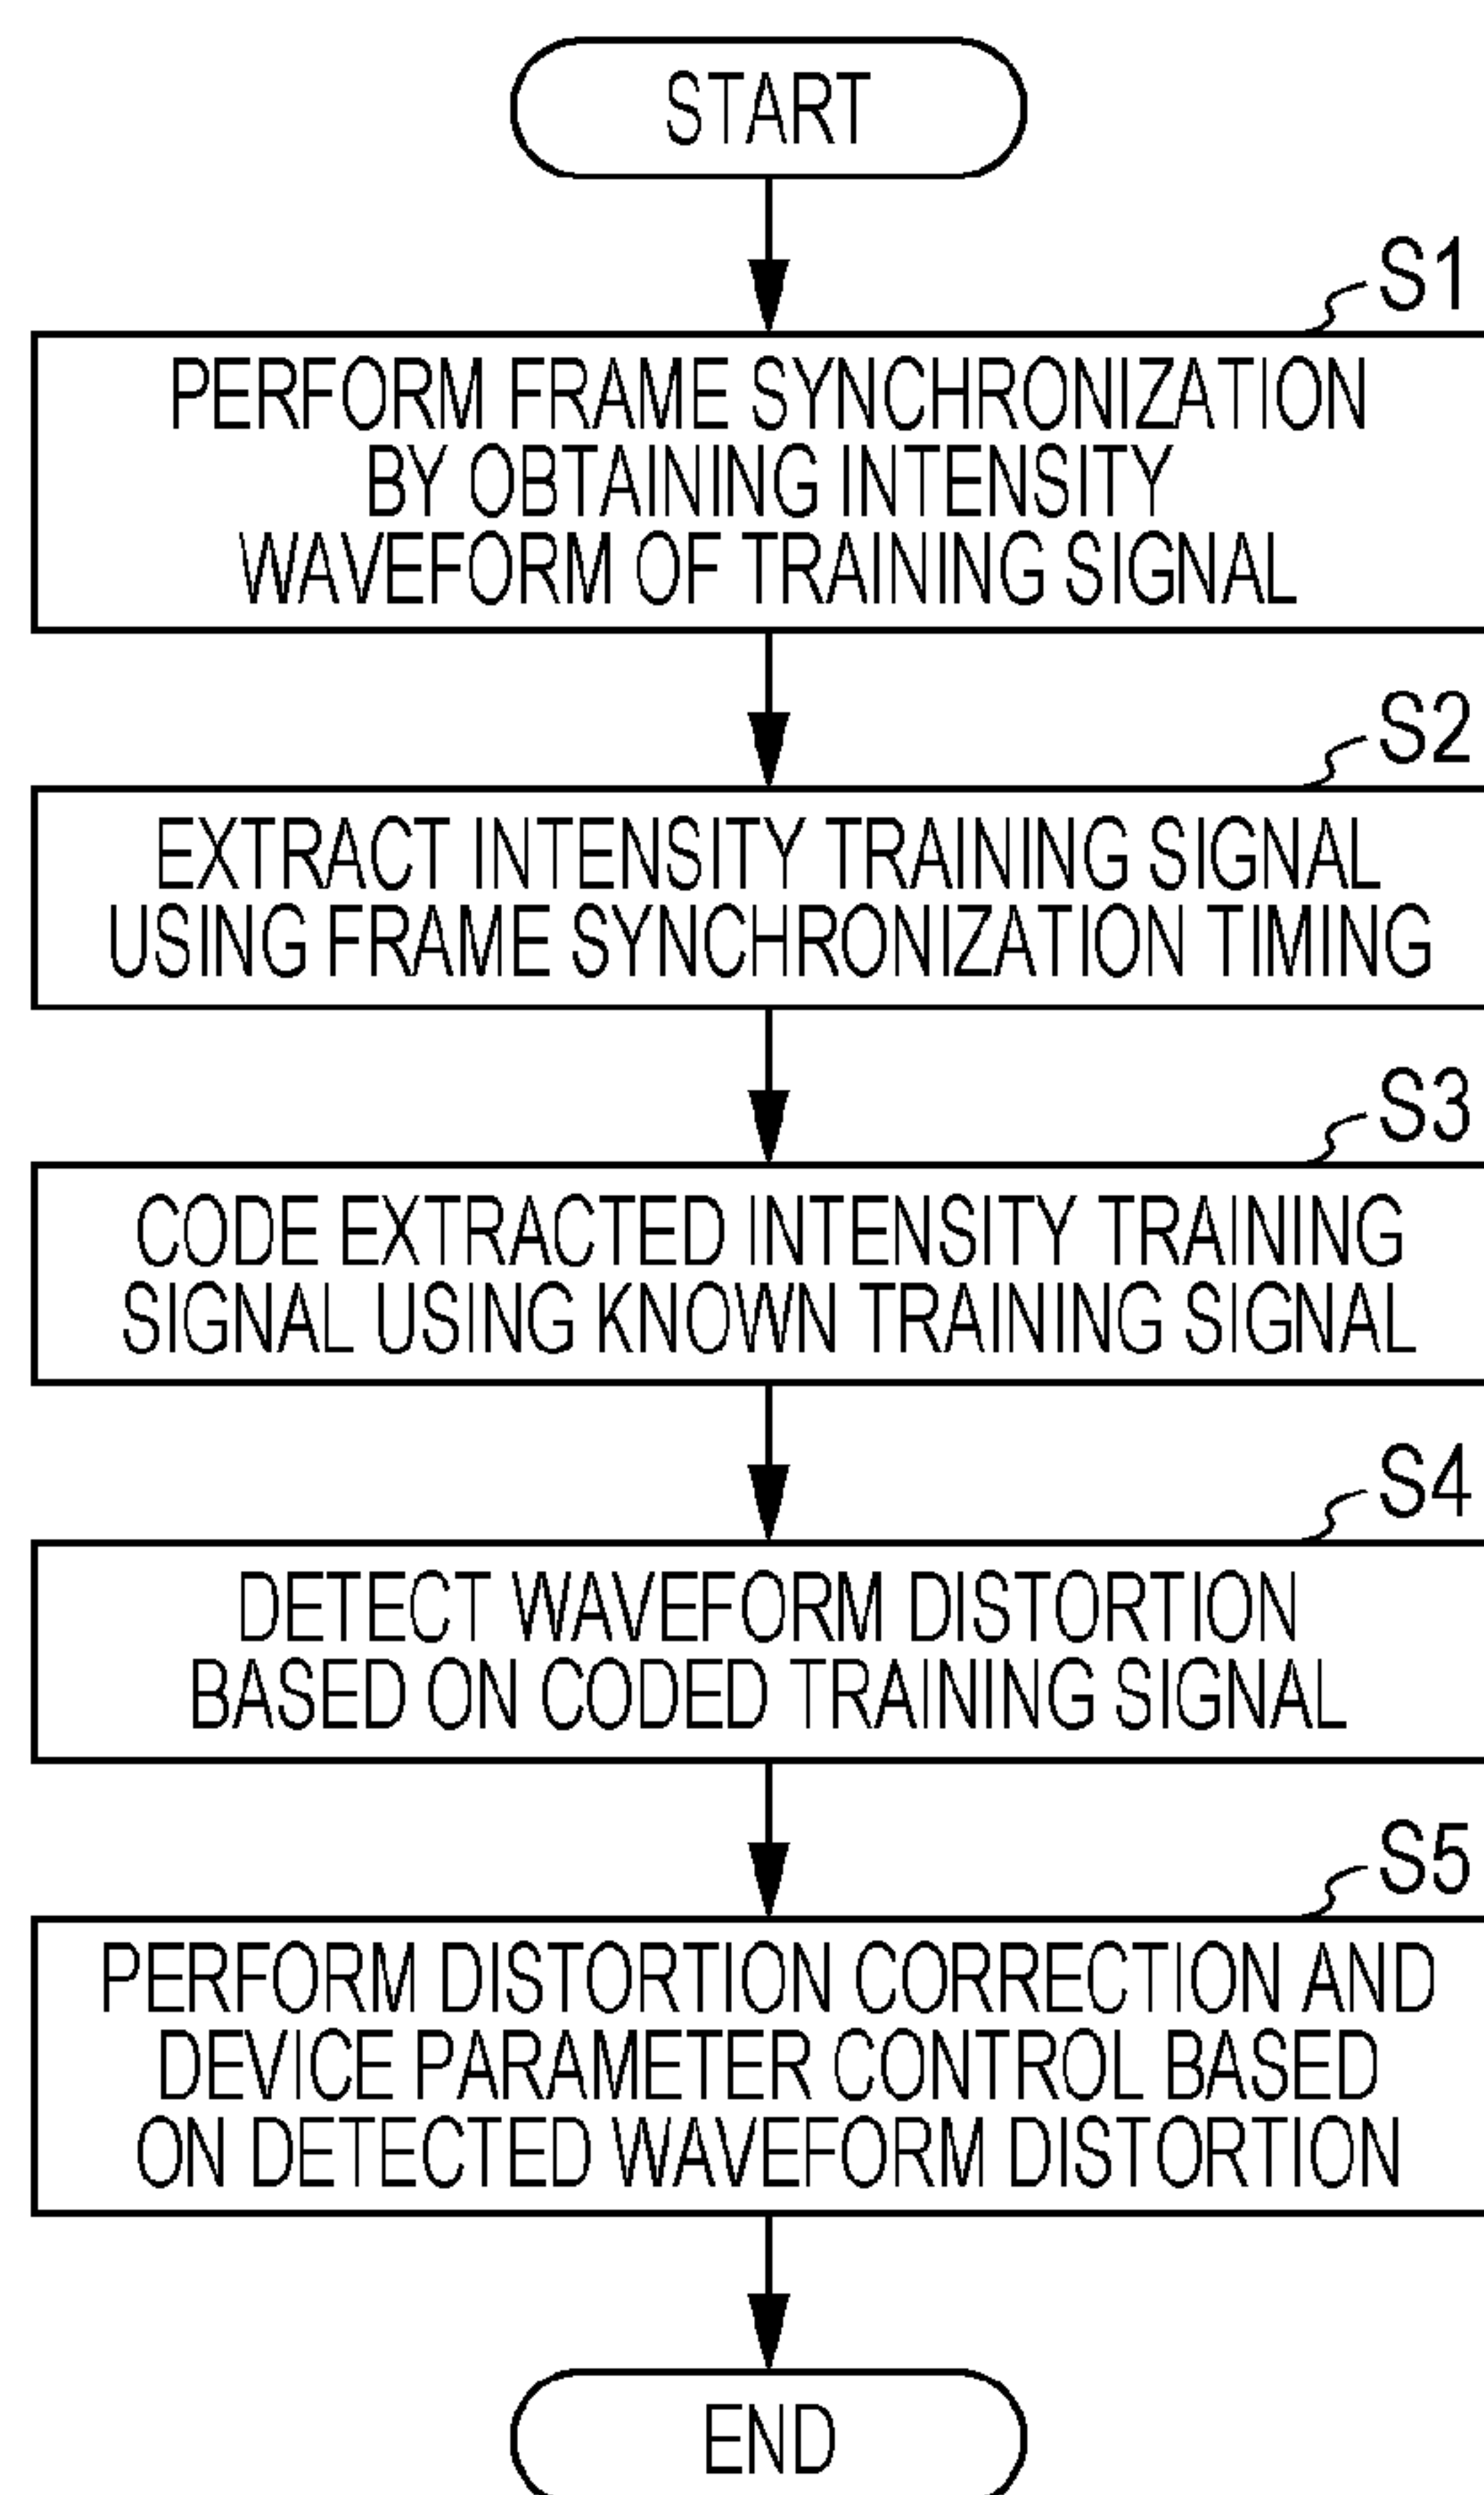 START
S1
PERFORM FRAME SYNCHRONIZATION
BY OBTAINING INTENSITY
WAVEFORM OF TRAINING SIGNAL
S2
EXTRACT INTENSITY TRAINING SIGNAL
USING FRAME SYNCHRONIZATION TIMING
S3
CODE EXTRACTED INTENSITY TRAINING
SIGNAL USING KNOWN TRAINING SIGNAL
S4
DETECT WAVEFORM DISTORTION
BASED ON CODED TRAINING SIGNAL
S5
PERFORM DISTORTION CORRECTION AND
DEVICE PARAMETER CONTROL BASED
ON DETECTED WAVEFORM DISTORTION
END